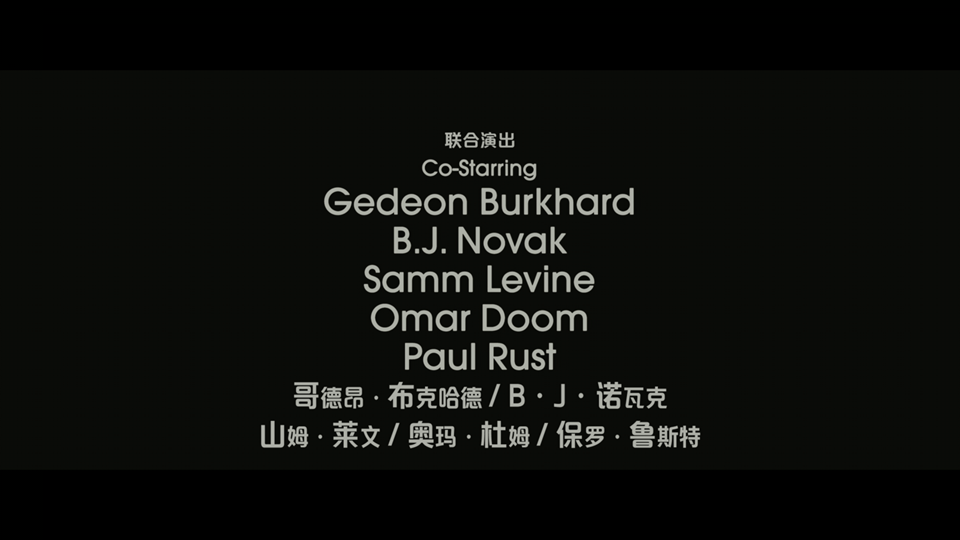 联合演出
Co-Starring
Gedeon Burkhard
B.J. Novak
Samm Levine
Omar Doom
Paul Rust
哥德昂·布克哈德 / B·J·诺瓦克
山姆·莱文 / 奥玛·杜姆 / 保罗·鲁斯特